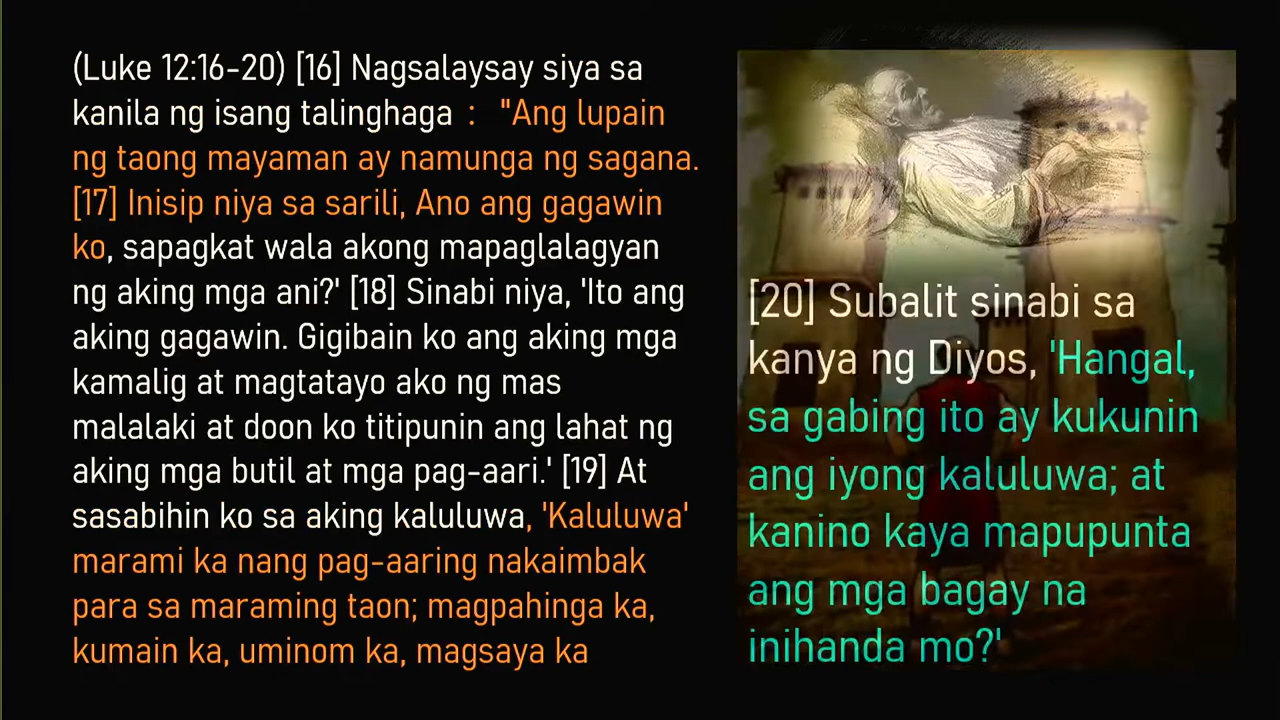 (Luke 12:16-20) [16] Nagsalaysay siya sa
kanila ng isang talinghaga : "Ang lupain
ng taong mayaman ay namunga ng sagana.
[17] Inisip niya sa sarili, Ano ang gagawin
ko, sapagkat wala akong mapaglalagyan
ng aking mga ani?' [18] Sinabi niya, 'Ito ang
aking gagawin. Gigibain ko ang aking mga
kamalig at magtatayo ako ng mas
malalaki at doon ko titipunin ang lahat ng
aking mga butil at mga pag-aari.' [19] At
sasabihin ko sa aking kaluluwa, 'Kaluluwa'
marami ka nang pag-aaring nakaimbak
para sa maraming taon; magpahinga ka,
kumain ka, uminom ka, magsaya ka
[20] Subalit sinabi sa
kanya ng Diyos, 'Hangal,
sa gabing ito ay kukunin
ang iyong kaluluwa; at
kanino kaya mapupunta
ang mga bagay na
inihanda mo?'